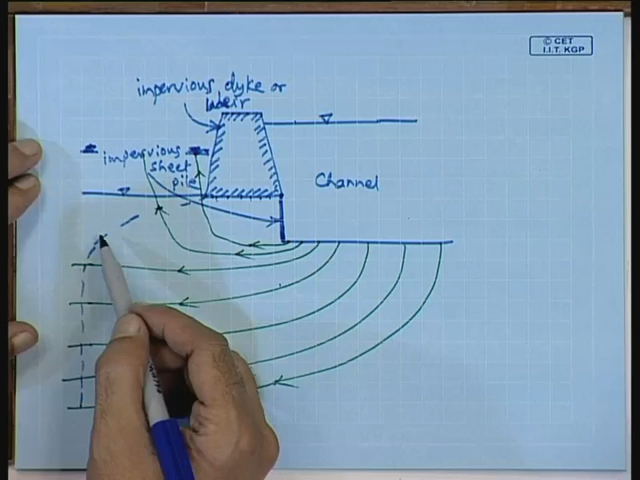 © CET
I.I.T. KGP
impervious dyke or
weir
impervious
sheet
pile
Channel